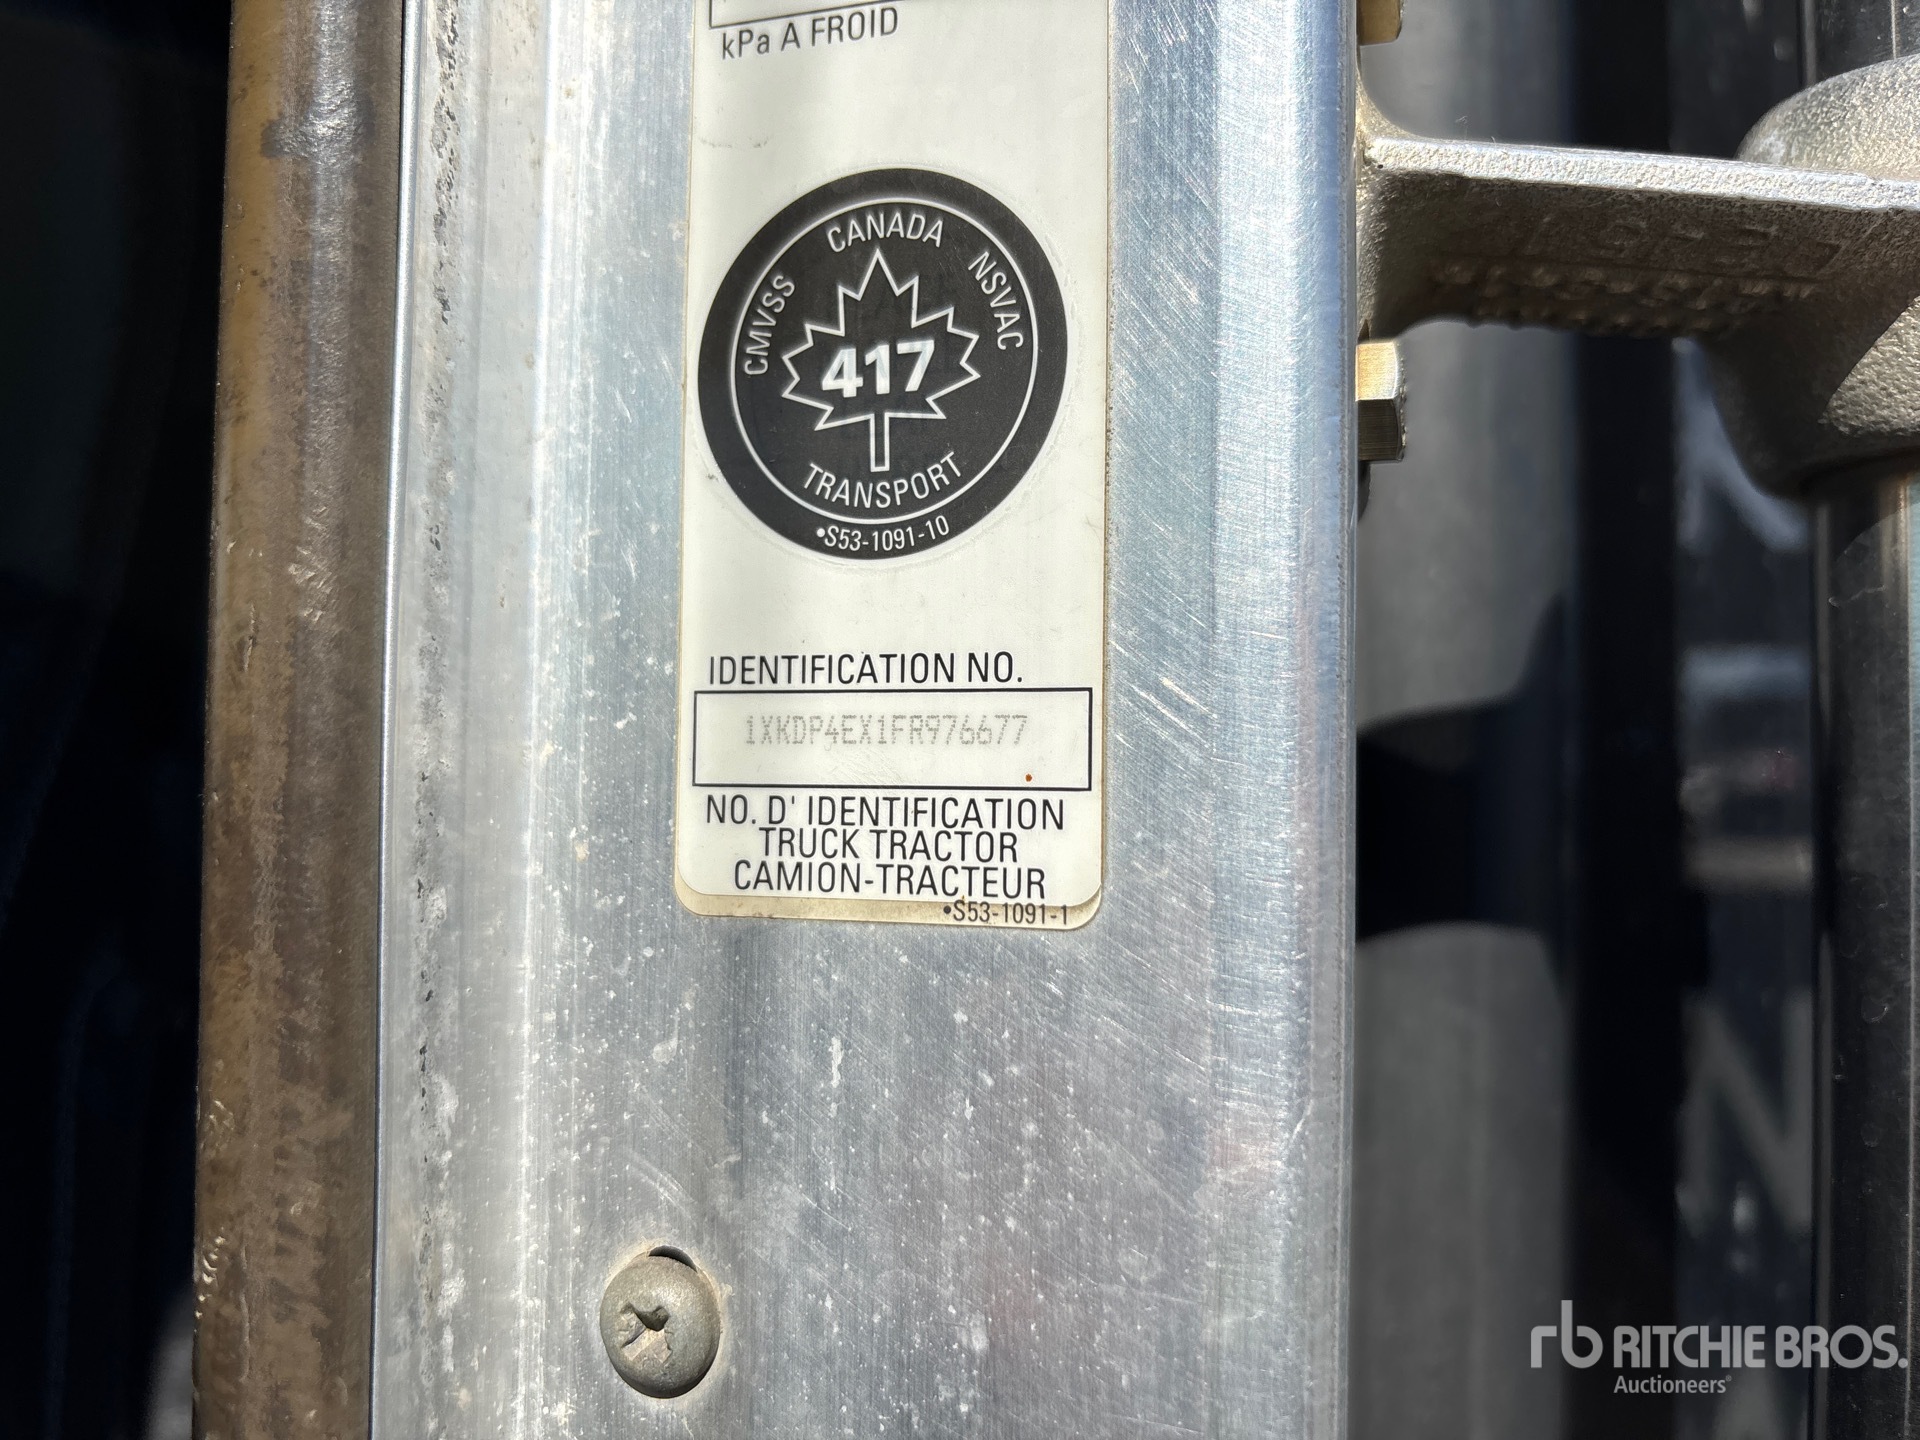 kPa A FROID
CANADA
CMVSS
NSVAC
417
TRANSPORT
•S53-1091-10
IDENTIFICATION NO.
1XKDP4EX1FR976677
NO. D' IDENTIFICATION
TRUCK TRACTOR
CAMION-TRACTEUR
•S53-1091-1
rb RITCHIE BROS.
Auctioneers®